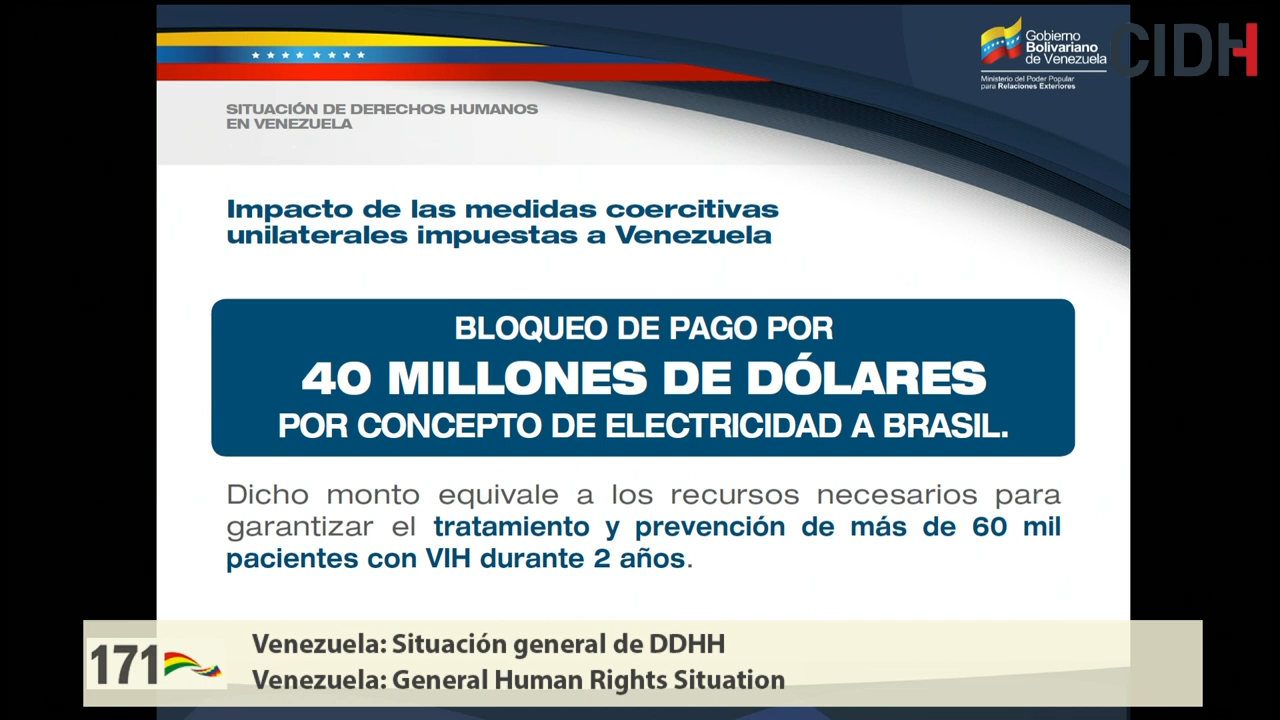 Gobierno
Bolivariano
de Venezuela
Ministerio del Poder Popular
para Relaciones Exteriores
CIDH
SITUACIÓN DE DERECHOS HUMANOS
EN VENEZUELA
Impacto de las medidas coercitivas
unilaterales impuestas a Venezuela
BLOQUEO DE PAGO POR
40 MILLONES DE DÓLARES
POR CONCEPTO DE ELECTRICIDAD A BRASIL.
Dicho monto equivale a los recursos necesarios para
garantizar el tratamiento y prevención de más de 60 mil
pacientes con VIH durante 2 años.
171
Venezuela: Situación general de DDHH
Venezuela: General Human Rights Situation